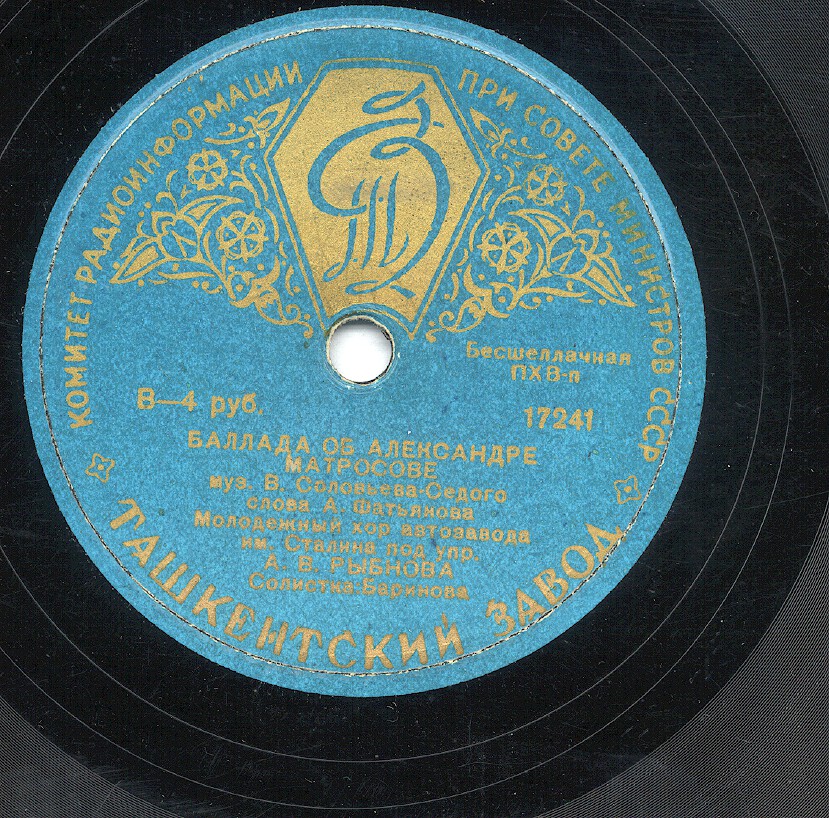 КОМИТЕТ РАДИОИНФОРМАЦИИ ПРИ СОВЕТЕ МИНИСТРОВ СССР
Бесшеллачная
ПХВ-п
В—4 руб.
17241
БАЛЛАДА ОБ АЛЕКСАНДРЕ
МАТРОСОВЕ
муз. В. Соловьева-Седого
слова А. Фатьянова
Молодежный хор автозавода
им. Сталина под упр.
А. В. РЫБНОВА
Солистка:Баринова
ТАШКЕНТСКИЙ ЗАВОД